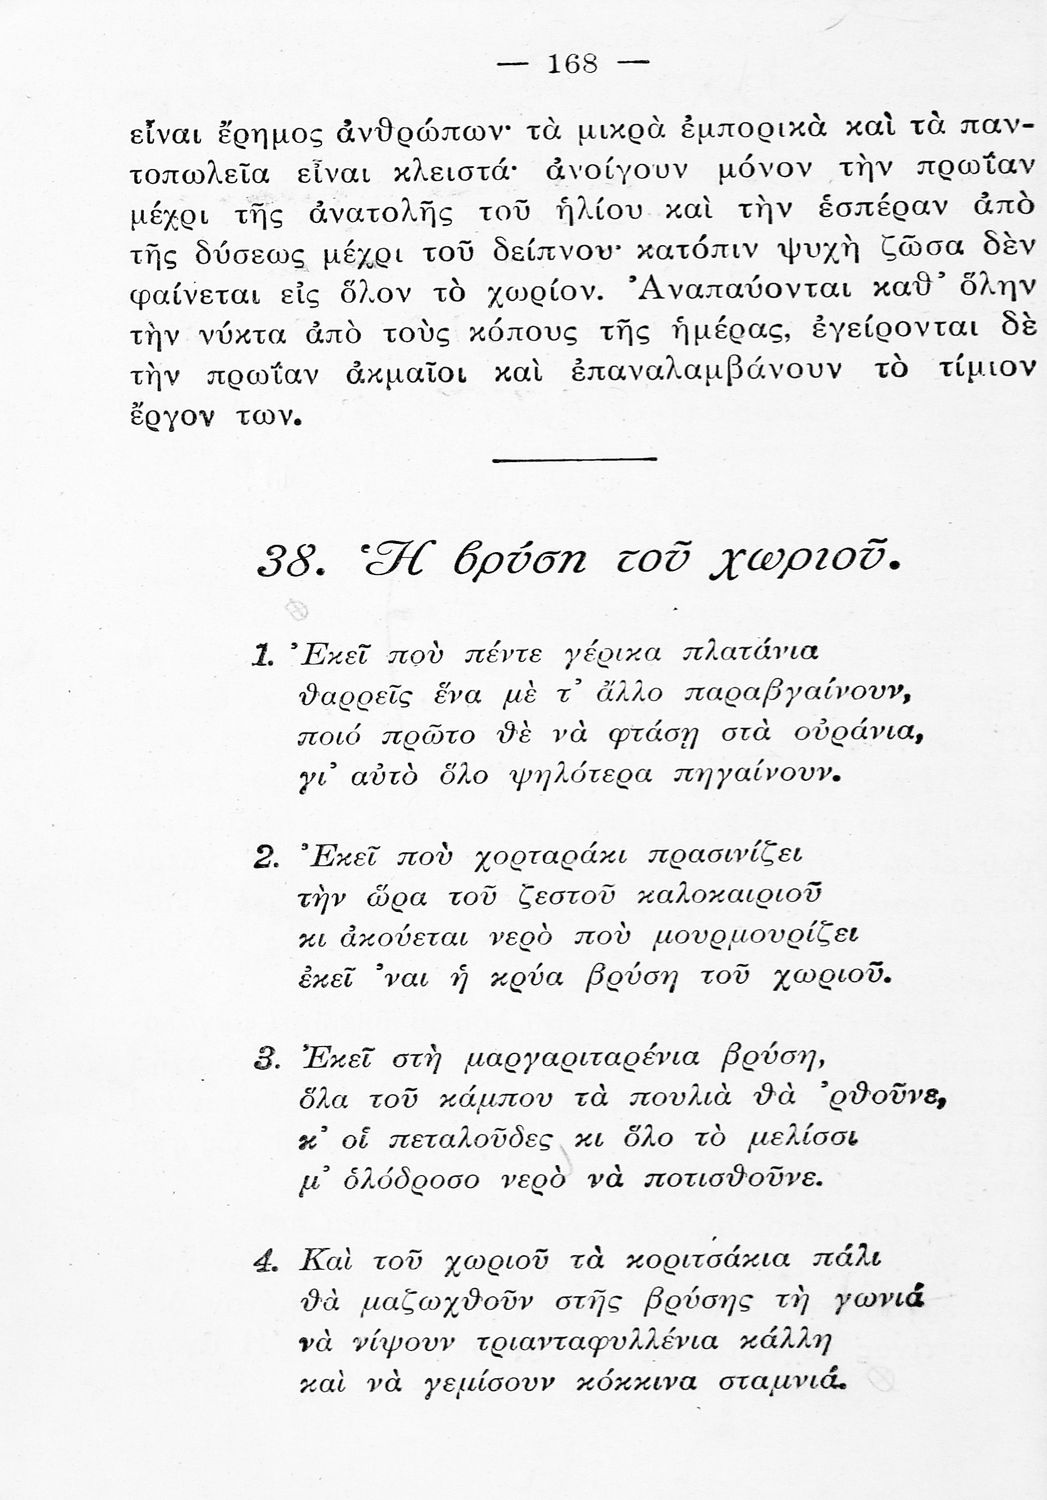 — 168 —
εἶναι ἔρημος ἀνθρώπων· τὰ μικρὰ ἐμπορικὰ καὶ τὰ παν-
τοπωλεῖα εἶναι κλειστά· ἀνοίγουν μόνον τὴν πρωΐαν
μέχρι τῆς ἀνατολῆς τοῦ ἡλίου καὶ τὴν ἑσπέραν ἀπὸ
τῆς δύσεως μέχρι τοῦ δείπνου· κατόπιν ψυχὴ ζῶσα δὲν
φαίνεται εἰς ὅλον τὸ χωρίον. Ἀναπαύονται καθ’ ὅλην
τὴν νύκτα ἀπὸ τοὺς κόπους τῆς ἡμέρας, ἐγείρονται δὲ
τὴν πρωΐαν ἀκμαῖοι καὶ ἐπαναλαμβάνουν τὸ τίμιον
ἔργον των.
38. Ἡ βρύση τοῦ χωριοῦ.
1. Ἐκεῖ ποὺ πέντε γέρικα πλατάνια
θαρρεῖς ἕνα μὲ τ’ ἄλλο παραβγαίνουν,
ποιό πρῶτο θὲ νὰ φτάσῃ στὰ οὐράνια,
γι’ αὐτὸ ὅλο ψηλότερα πηγαίνουν.
2. Ἐκεῖ ποὺ χορταράκι πρασινίζει
τὴν ὥρα τοῦ ζεστοῦ καλοκαιριοῦ
κι ἀκούεται νερὸ ποὺ μουρμουρίζει
ἐκεῖ ’ναι ἡ κρύα βρύση τοῦ χωριοῦ.
3. Ἐκεῖ στὴ μαργαριταρένια βρύση,
ὅλα τοῦ κάμπου τὰ πουλιὰ θὰ ’ρθοῦνε,
κ’ οἱ πεταλοῦδες κι ὅλο τὸ μελίσσι
μ’ ὁλόδροσο νερὸ νὰ ποτισθοῦνε.
4. Καὶ τοῦ χωριοῦ τὰ κοριτσάκια πάλι
θὰ μαζωχθοῦν στῆς βρύσης τὴ γωνιά
νὰ νίψουν τριανταφυλλένια κάλλη
καὶ νὰ γεμίσουν κόκκινα σταμνιά.